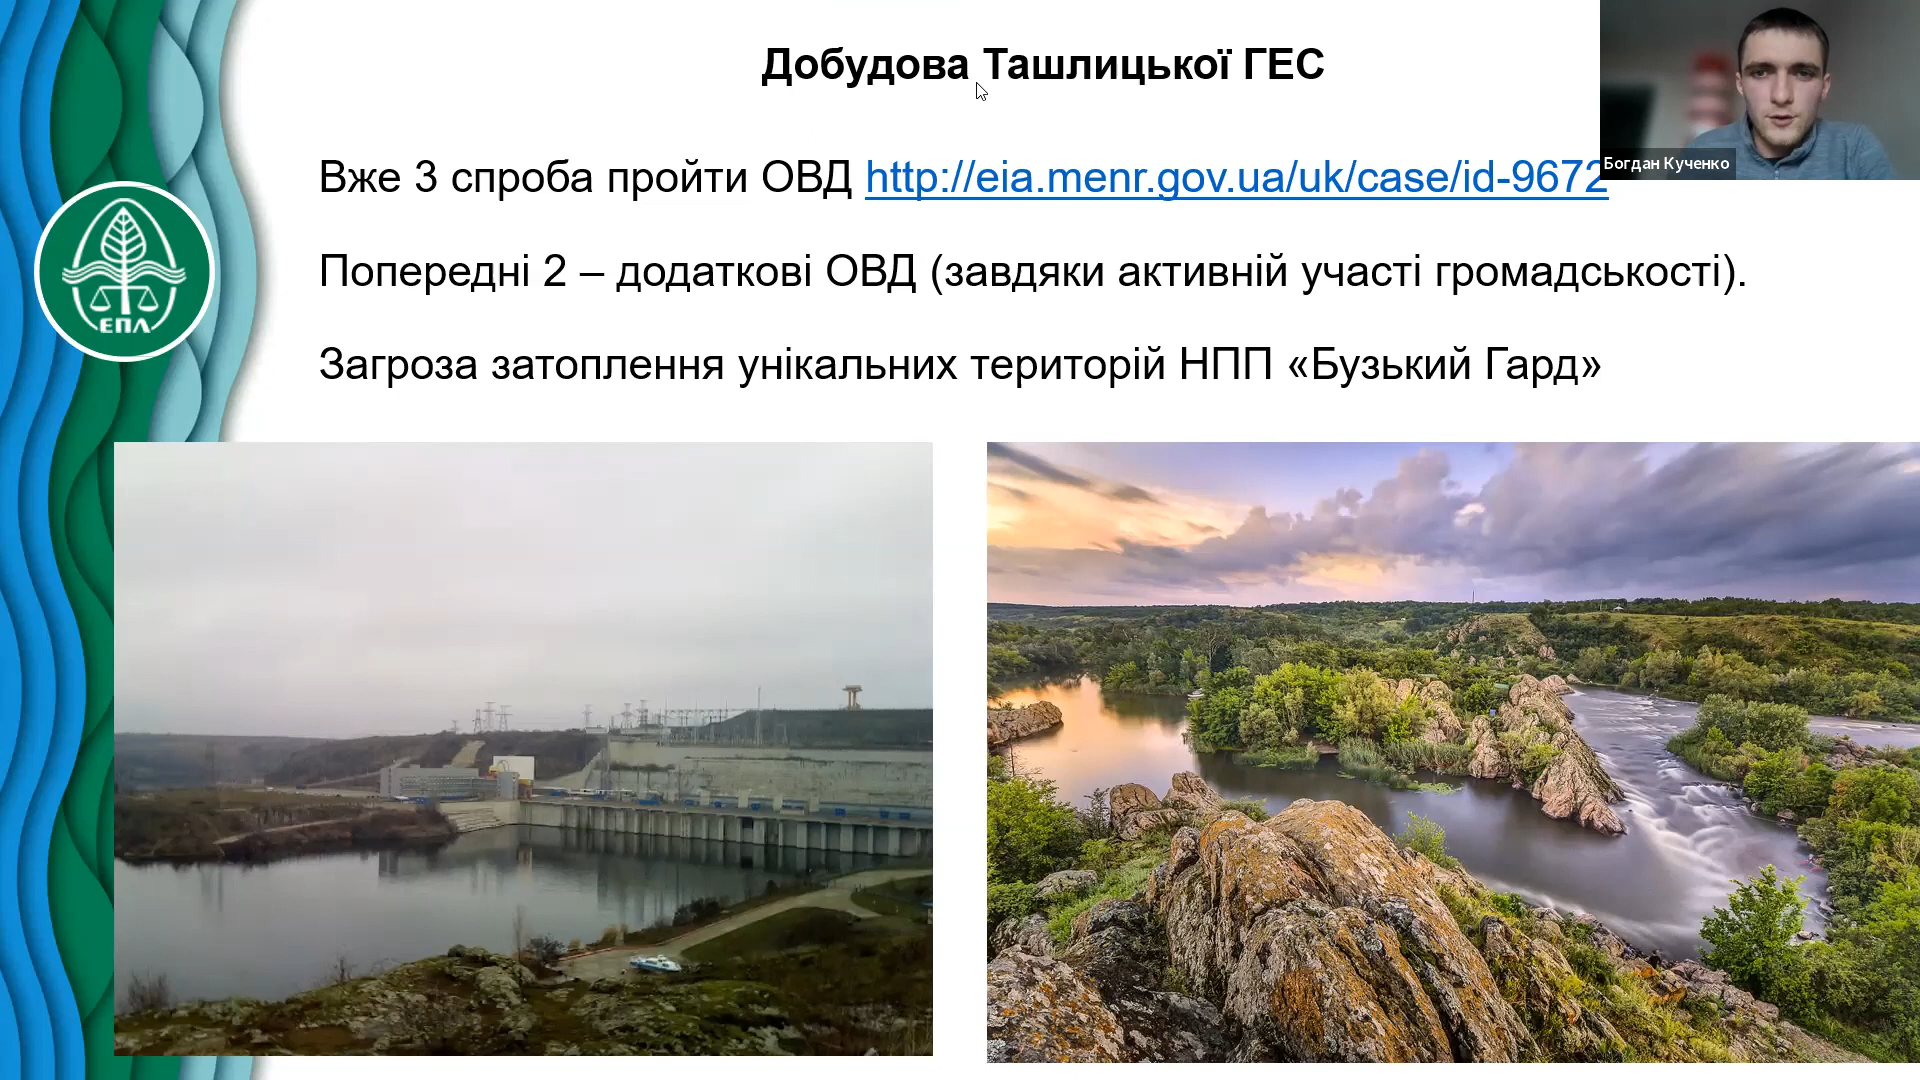 Добудова Ташлицької ГЕС
Богдан Кученко
Вже 3 спроба пройти ОВД http://eia.menr.gov.ua/uk/case/id-9672
Попередні 2 – додаткові ОВД (завдяки активній участі громадськості).
ЕПЛ
Загроза затоплення унікальних територій НПП «Бузький Гард»